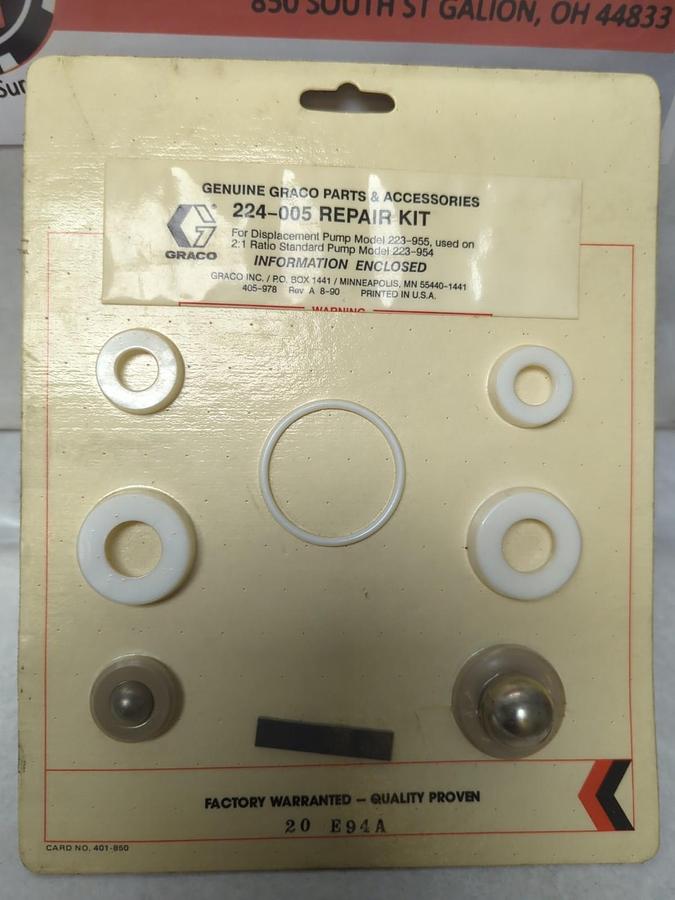 850 SOUTH ST GALION, OH 44833
Sur
GENUINE GRACO PARTS & ACCESSORIES
224-005 REPAIR KIT
For Displacement Pump Model 223-955, used on
2:1 Ratio Standard Pump Model 223-954
INFORMATION ENCLOSED
GRACO INC. / P.O. BOX 1441 / MINNEAPOLIS, MN 55440-1441
405-978 Rev A 8-90 PRINTED IN U.S.A.
GRACO
WARNING
FACTORY WARRANTED – QUALITY PROVEN
20 E94A
CARD NO. 401-850